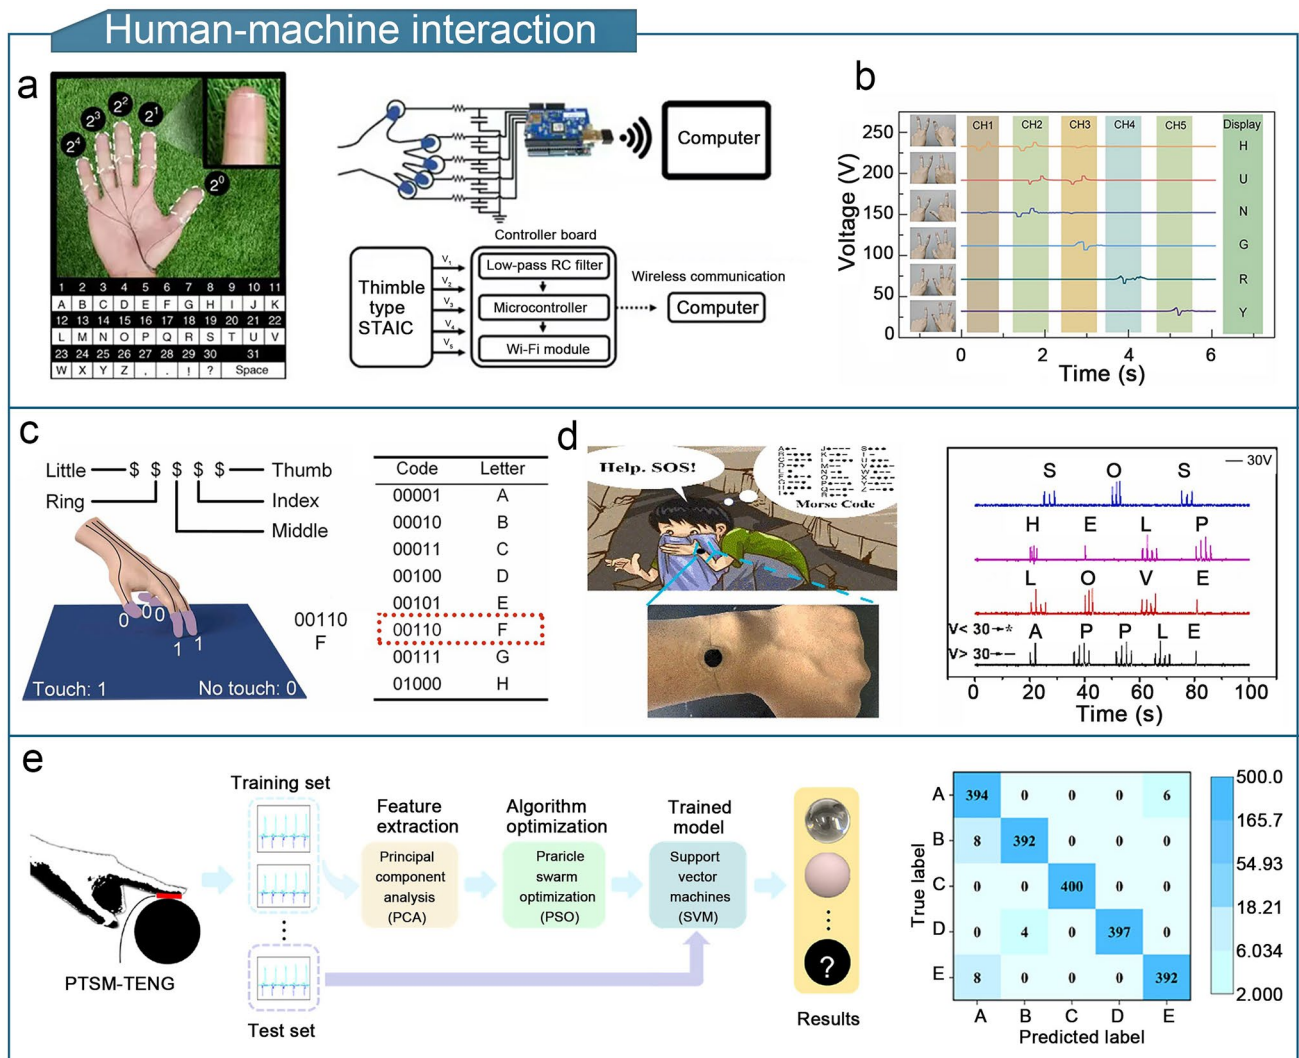 Human-machine interaction
a
2⁴
2³
2²
2¹
2⁰
1 2 3 4 5 6 7 8 9 10 11
A B C D E F G H I J K
12 13 14 15 16 17 18 19 20 21 22
L M N O P Q R S T U V
23 24 25 26 27 28 29 30 31
W X Y Z , . ! ? Space
Computer
Controller board
Thimble
type
STAIC
V₁
V₂
V₃
V₄
V₅
Low-pass RC filter
Microcontroller
Wi-Fi module
Wireless communication
Computer
b
Voltage (V)
250
200
150
100
50
0
CH1 CH2 CH3 CH4 CH5 Display
H
U
N
G
R
Y
0 2 4 6
Time (s)
c
Little $ $ $ $ $ Thumb
Ring Index
Middle
0 0 0
1 1
Touch: 1 No touch: 0
00110
F
Code Letter
00001 A
00010 B
00011 C
00100 D
00101 E
00110 F
00111 G
01000 H
d
Help. SOS!
Morse Code
30V
S O S
H E L P
L O V E
V< 30→*
A P P L E
V> 30→—
0 20 40 60 80 100
Time (s)
e
PTSM-TENG
Training set
Test set
Feature
extraction
Principal
component
analysis
(PCA)
Algorithm
optimization
Praricle
swarm
optimization
(PSO)
Trained
model
Support
vector
machines
(SVM)
?
Results
True label
A 394 0 0 0 6
B 8 392 0 0 0
C 0 0 400 0 0
D 0 4 0 397 0
E 8 0 0 0 392
A B C D E
Predicted label
500.0
165.7
54.93
18.21
6.034
2.000